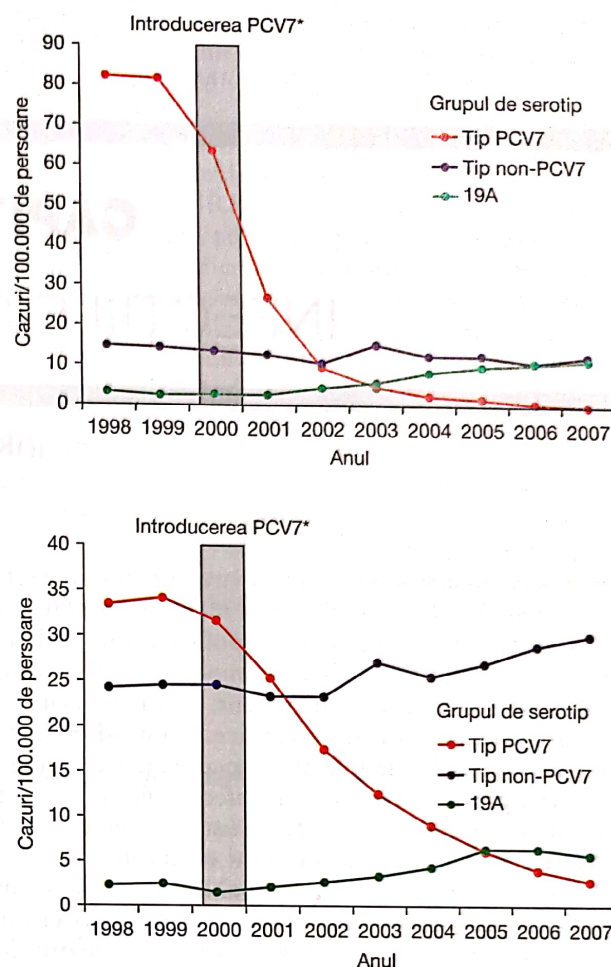 Introducerea PCV7*
90
80
70
60
50
40
30
20
10
0
Cazuri/100.000 de persoane
Grupul de serotip
Tip PCV7
Tip non-PCV7
19A
1998 1999 2000 2001 2002 2003 2004 2005 2006 2007
Anul
Introducerea PCV7*
40
35
30
25
20
15
10
5
0
Cazuri/100.000 de persoane
Grupul de serotip
Tip PCV7
Tip non-PCV7
19A
1998 1999 2000 2001 2002 2003 2004 2005 2006 2007
Anul